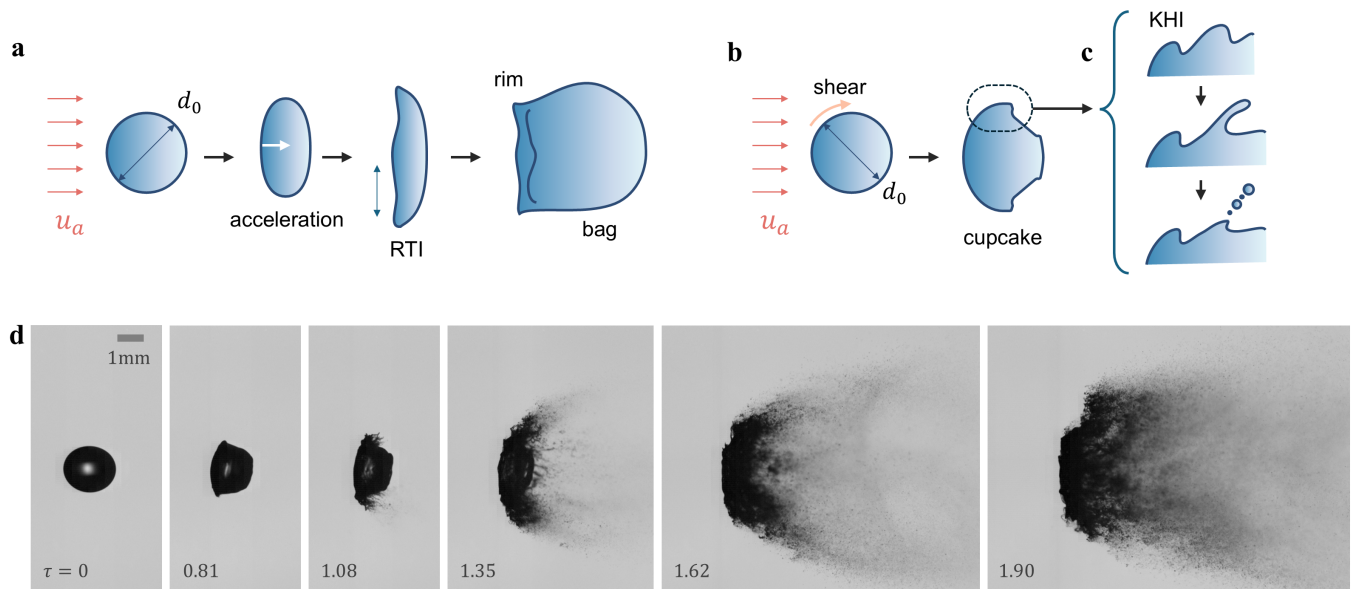 a
d₀
uₐ
acceleration
RTI
rim
bag
b
shear
d₀
uₐ
cupcake
c
KHI
d
1mm
τ = 0
0.81
1.08
1.35
1.62
1.90